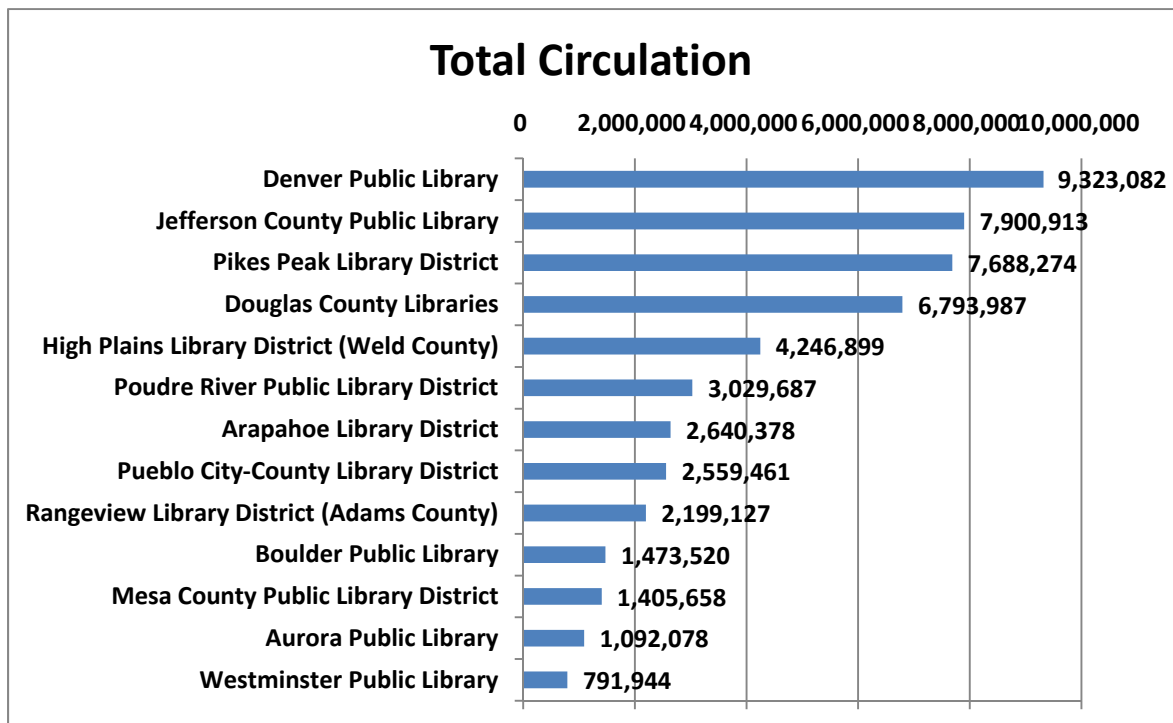 Total Circulation
0 2,000,000 4,000,000 6,000,000 8,000,000 10,000,000
Denver Public Library 9,323,082
Jefferson County Public Library 7,900,913
Pikes Peak Library District 7,688,274
Douglas County Libraries 6,793,987
High Plains Library District (Weld County) 4,246,899
Poudre River Public Library District 3,029,687
Arapahoe Library District 2,640,378
Pueblo City-County Library District 2,559,461
Rangeview Library District (Adams County) 2,199,127
Boulder Public Library 1,473,520
Mesa County Public Library District 1,405,658
Aurora Public Library 1,092,078
Westminster Public Library 791,944